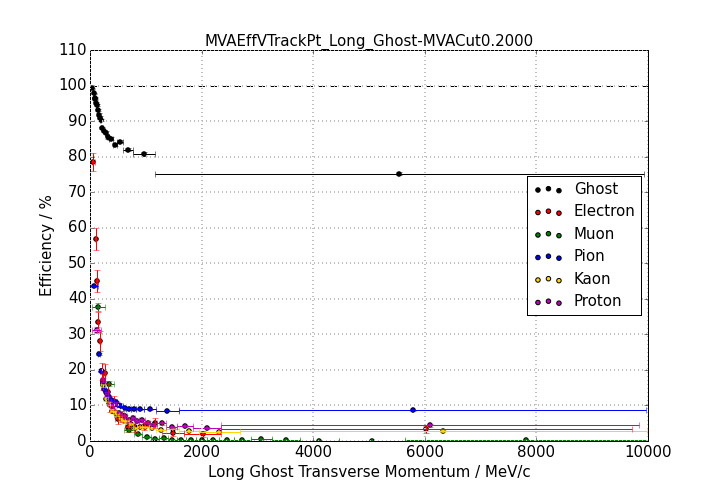 MVAEffVTrackPt_Long_Ghost-MVACut0.2000
110
100
90
80
70
60
50
40
30
20
10
0
Efficiency / %
Ghost
Electron
Muon
Pion
Kaon
Proton
0 2000 4000 6000 8000 10000
Long Ghost Transverse Momentum / MeV/c